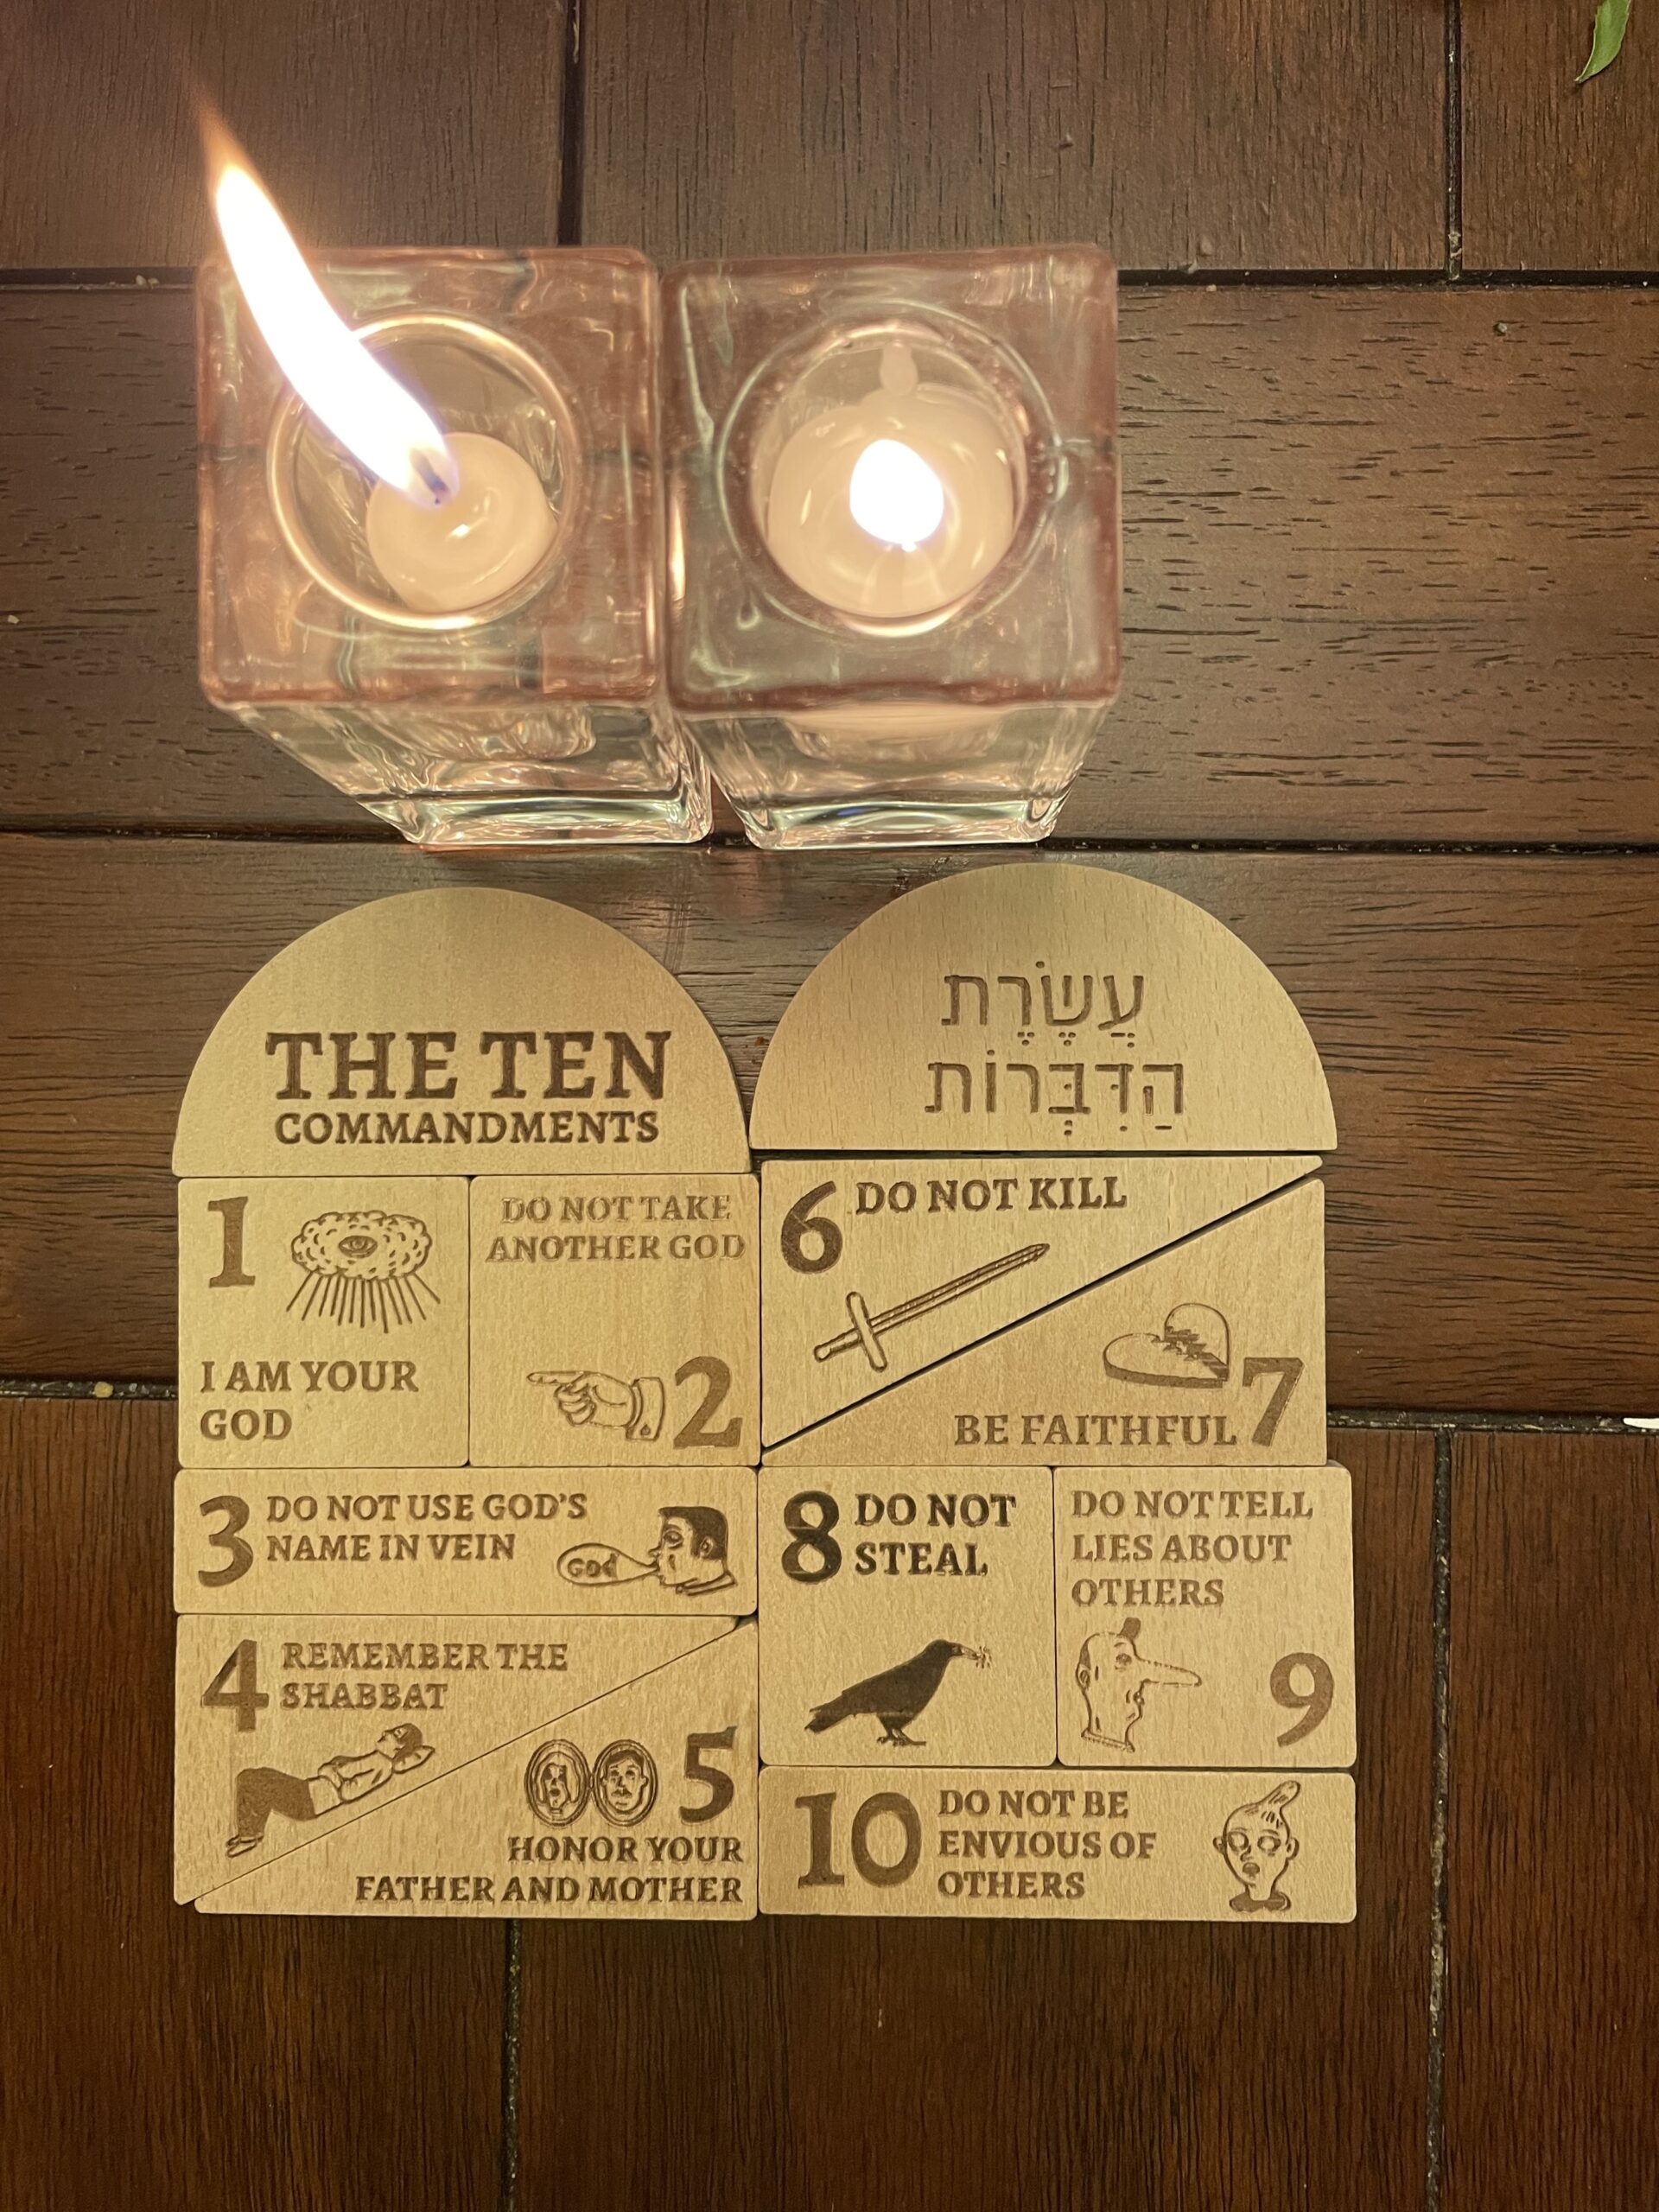 THE TEN
COMMANDMENTS
1
I AM YOUR
GOD
DO NOT TAKE
ANOTHER GOD
2
3
DO NOT USE GOD'S
NAME IN VEIN
GOd
4
REMEMBER THE
SHABBAT
5
HONOR YOUR
FATHER AND MOTHER
עֲשֶׂרֶת
הַדִּבְּרוֹת
6
DO NOT KILL
7
BE FAITHFUL
8
DO NOT
STEAL
DO NOT TELL
LIES ABOUT
OTHERS
9
10
DO NOT BE
ENVIOUS OF
OTHERS